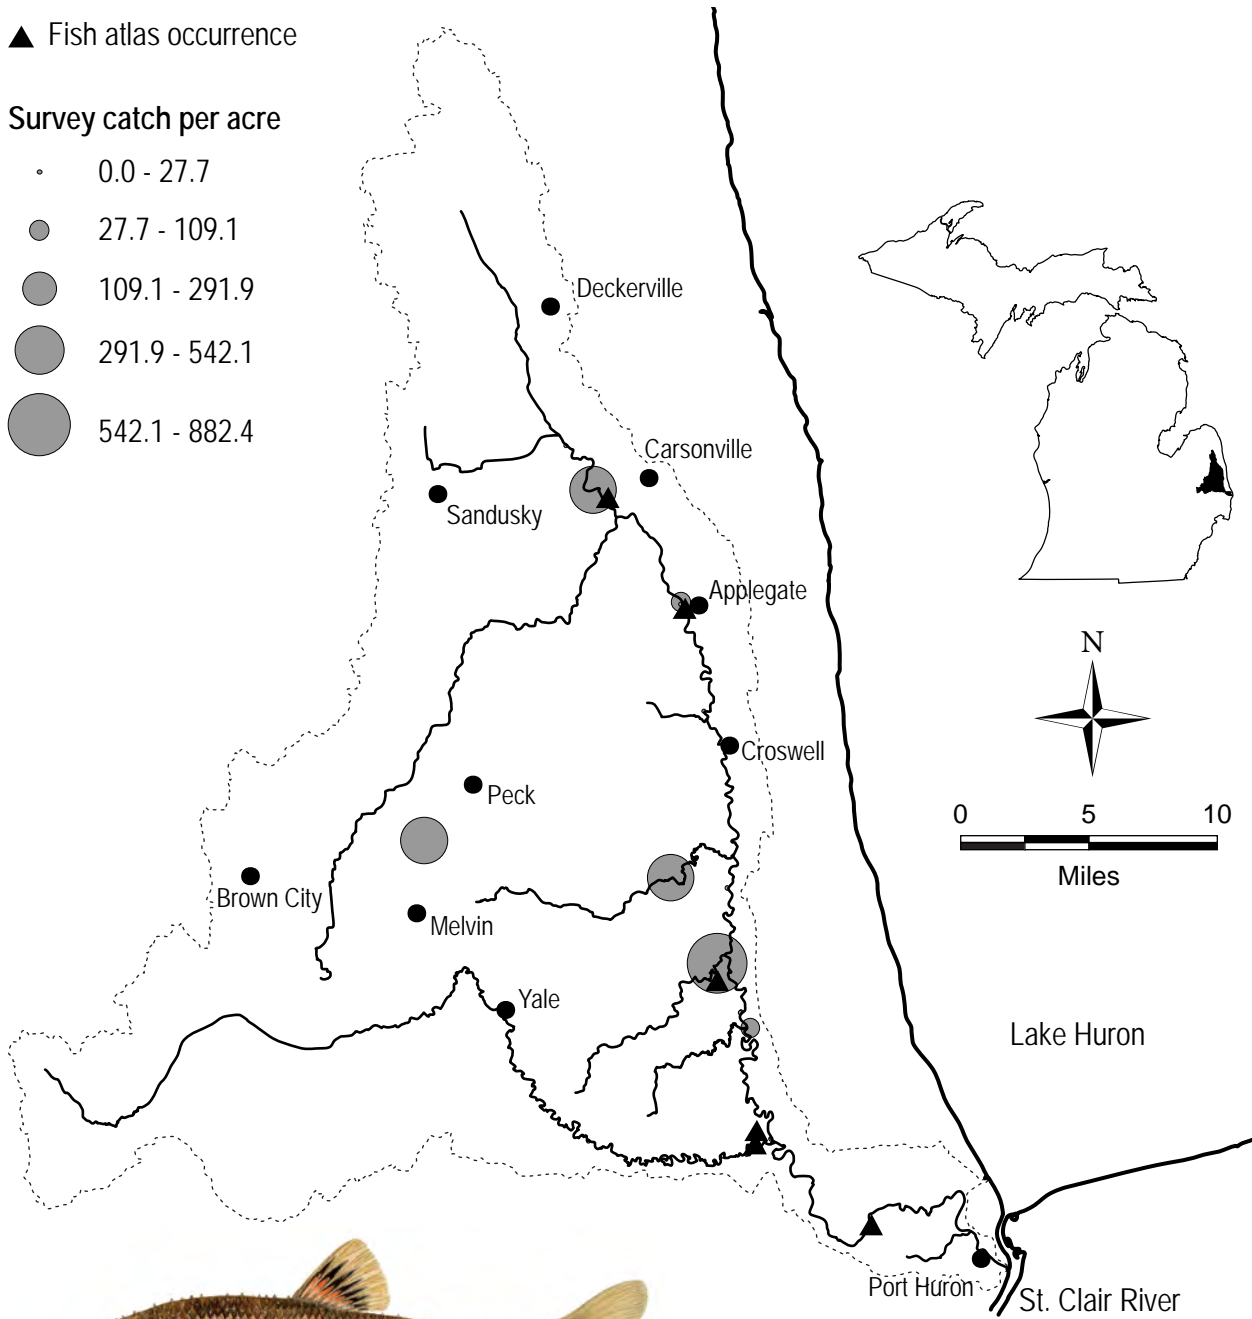 Fish atlas occurrence
Survey catch per acre
0.0 - 27.7
27.7 - 109.1
109.1 - 291.9
291.9 - 542.1
542.1 - 882.4
Deckerville
Carsonville
Sandusky
Applegate
N
Croswell
Peck
0 5 10
Miles
Brown City
Melvin
Yale
Lake Huron
Port Huron
St. Clair River